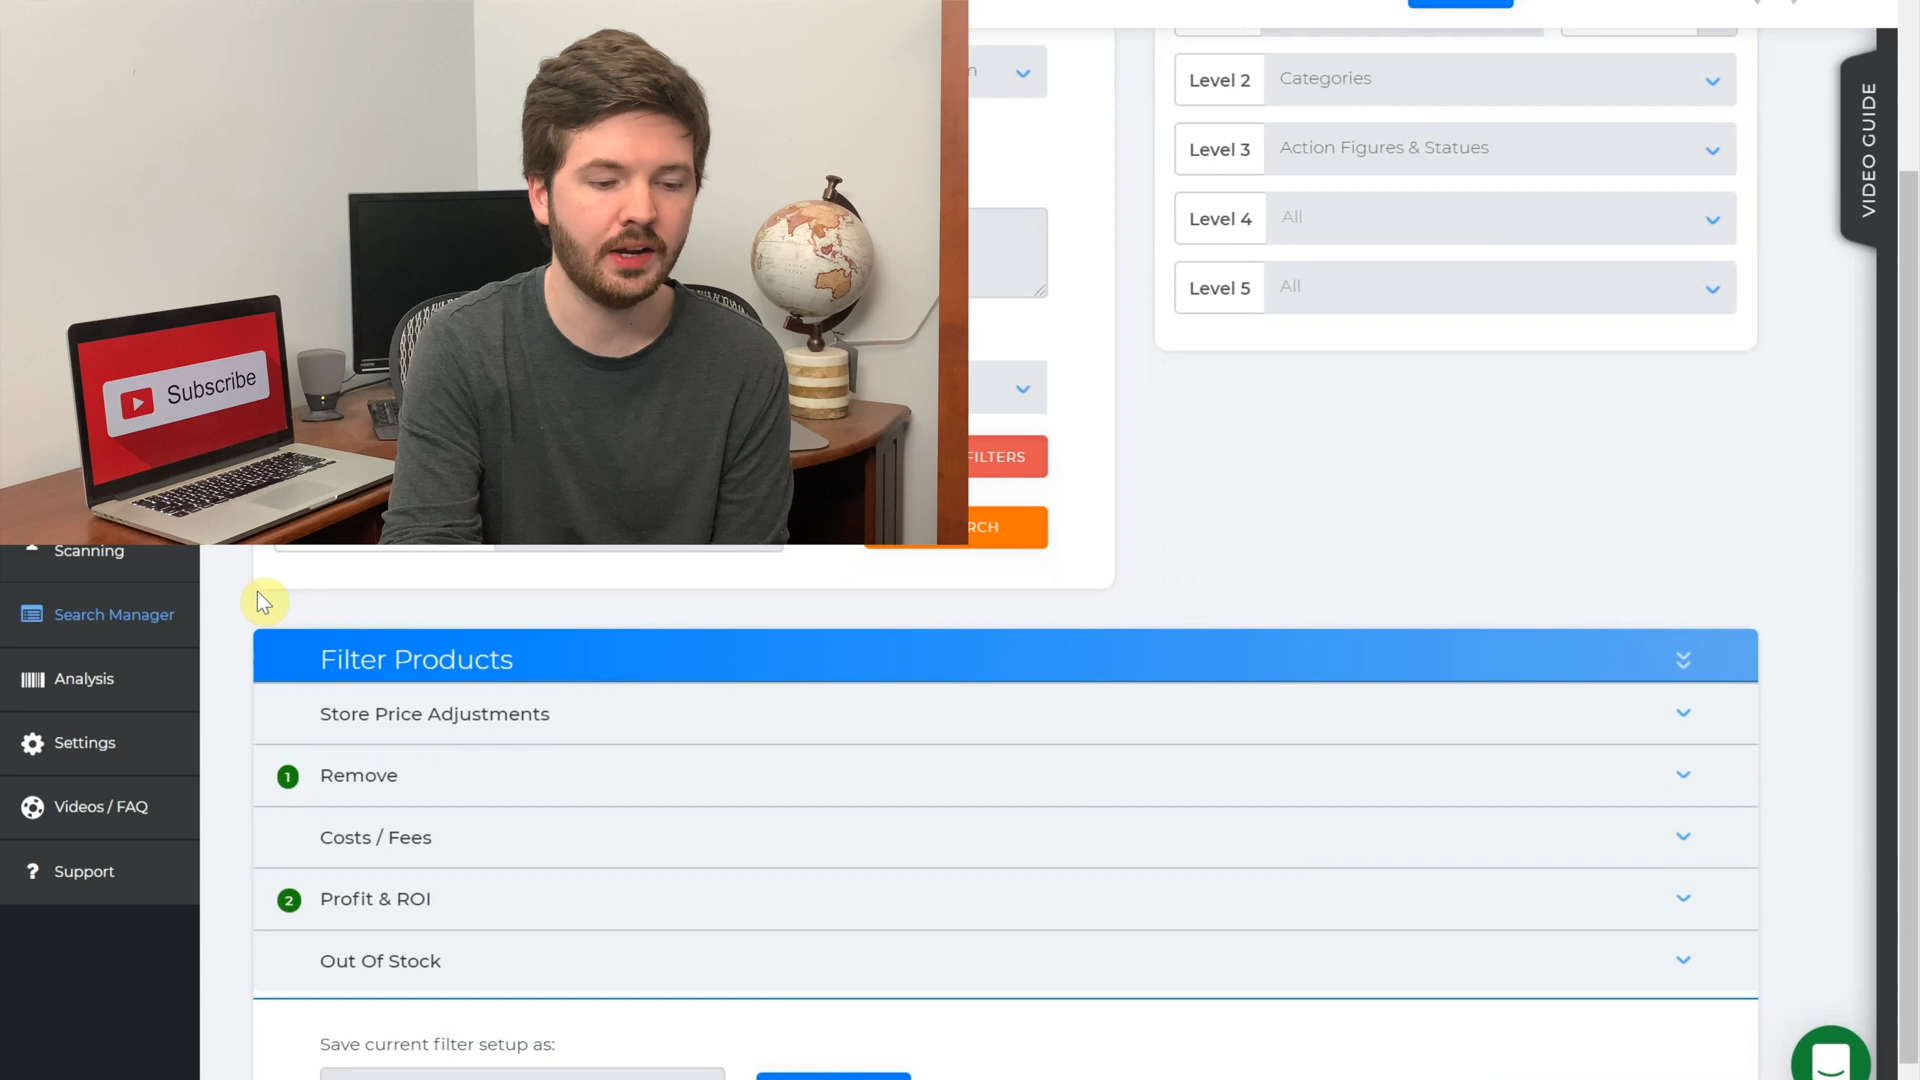 Level 2
Categories
Level 3
Action Figures & Statues
Level 4
All
Level 5
All
VIDEO GUIDE
Subscribe
FILTERS
RCH
Scanning
Search Manager
Analysis
Settings
Videos / FAQ
Support
Filter Products
Store Price Adjustments
1 Remove
Costs / Fees
2 Profit & ROI
Out Of Stock
Save current filter setup as: